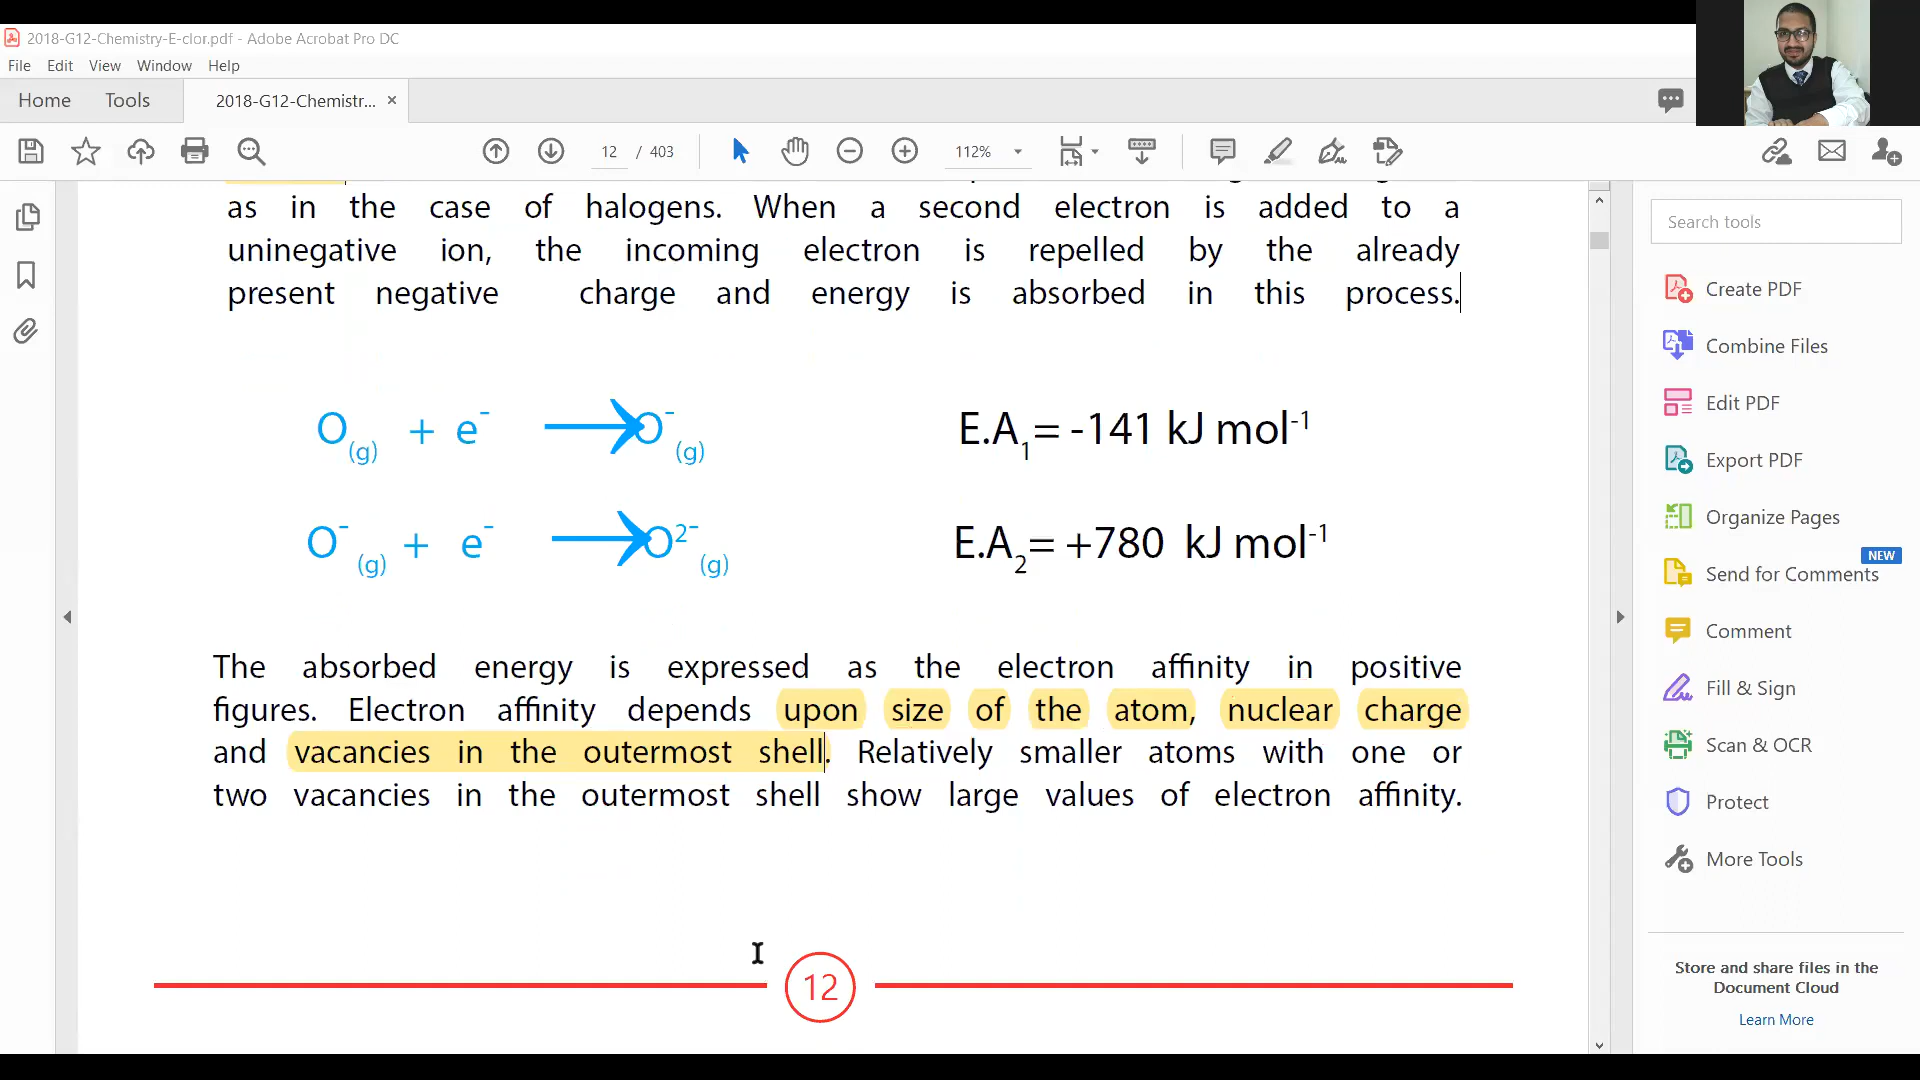 2018-G12-Chemistry-E-clor.pdf - Adobe Acrobat Pro DC
File Edit View Window Help
Home Tools 2018-G12-Chemistr... ×
12 / 403 112%
as in the case of halogens. When a second electron is added to a
uninegative ion, the incoming electron is repelled by the already
present negative charge and energy is absorbed in this process.
O(g) + e⁻ → O⁻(g) E.A₁= -141 kJ mol⁻¹
O⁻(g) + e⁻ → O²⁻(g) E.A₂= +780 kJ mol⁻¹
The absorbed energy is expressed as the electron affinity in positive
figures. Electron affinity depends upon size of the atom, nuclear charge
and vacancies in the outermost shell. Relatively smaller atoms with one or
two vacancies in the outermost shell show large values of electron affinity.
12
Search tools
Create PDF
Combine Files
Edit PDF
Export PDF
Organize Pages
NEW
Send for Comments
Comment
Fill & Sign
Scan & OCR
Protect
More Tools
Store and share files in the
Document Cloud
Learn More